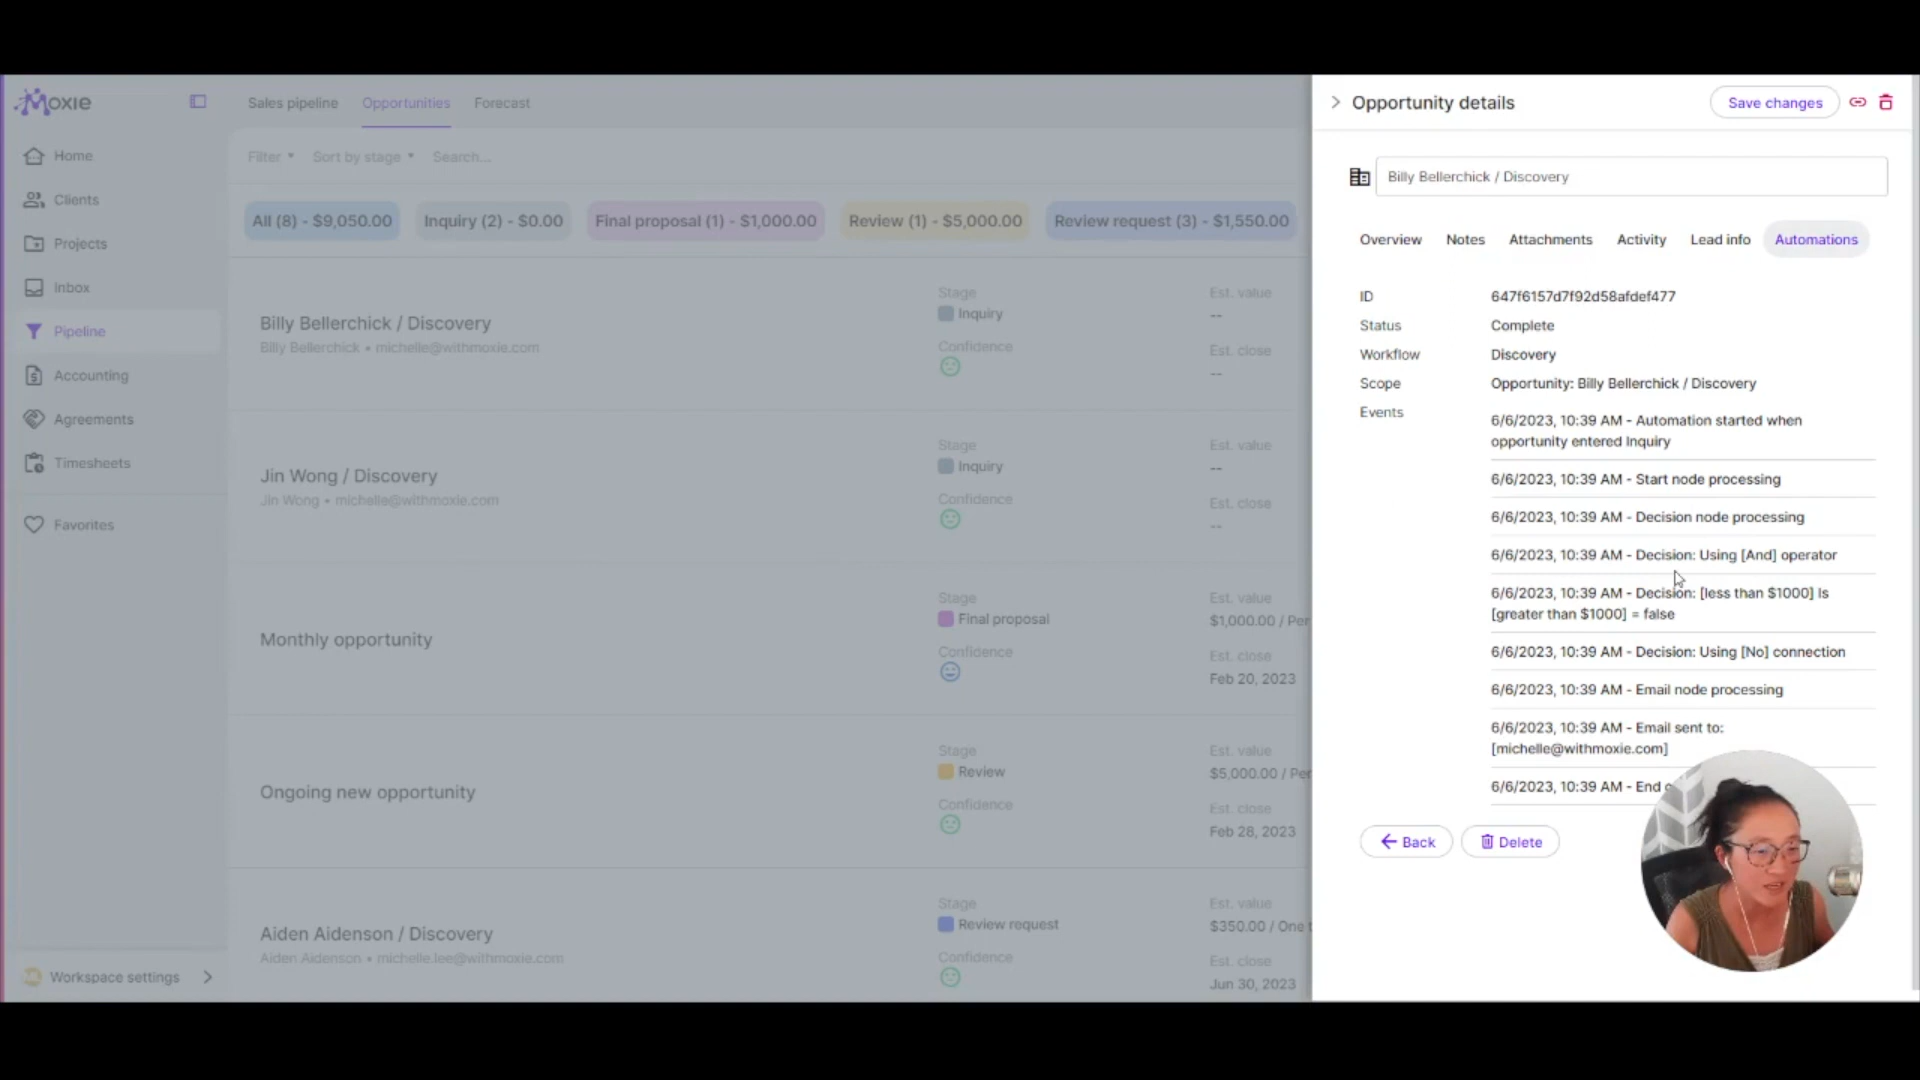 Moxie
Home
Clients
Projects
Inbox
Pipeline
Accounting
Agreements
Timesheets
Favorites
Workspace settings
Sales pipeline
Opportunities
Forecast
Filter
Sort by stage
Search...
All (8) - $9,050.00
Inquiry (2) - $0.00
Final proposal (1) - $1,000.00
Review (1) - $5,000.00
Review request (3) - $1,550.00
Billy Bellerchick / Discovery
Billy Bellerchick • michelle@withmoxie.com
Stage
Inquiry
Confidence
Est. value
--
Est. close
--
Jin Wong / Discovery
Jin Wong • michelle@withmoxie.com
Stage
Inquiry
Confidence
Est. value
--
Est. close
--
Monthly opportunity
Stage
Final proposal
Confidence
Est. value
$1,000.00 / Per
Est. close
Feb 20, 2023
Ongoing new opportunity
Stage
Review
Confidence
Est. value
$5,000.00 / Per
Est. close
Feb 28, 2023
Aiden Aidenson / Discovery
Aiden Aidenson • michelle.lee@withmoxie.com
Stage
Review request
Confidence
Est. value
$350.00 / One t
Est. close
Jun 30, 2023
Opportunity details
Save changes
Billy Bellerchick / Discovery
Overview
Notes
Attachments
Activity
Lead info
Automations
ID
647f6157d7f92d58afdef477
Status
Complete
Workflow
Discovery
Scope
Opportunity: Billy Bellerchick / Discovery
Events
6/6/2023, 10:39 AM - Automation started when
opportunity entered Inquiry
6/6/2023, 10:39 AM - Start node processing
6/6/2023, 10:39 AM - Decision node processing
6/6/2023, 10:39 AM - Decision: Using [And] operator
6/6/2023, 10:39 AM - Decision: [less than $1000] Is
[greater than $1000] = false
6/6/2023, 10:39 AM - Decision: Using [No] connection
6/6/2023, 10:39 AM - Email node processing
6/6/2023, 10:39 AM - Email sent to:
[michelle@withmoxie.com]
6/6/2023, 10:39 AM - End
Back
Delete